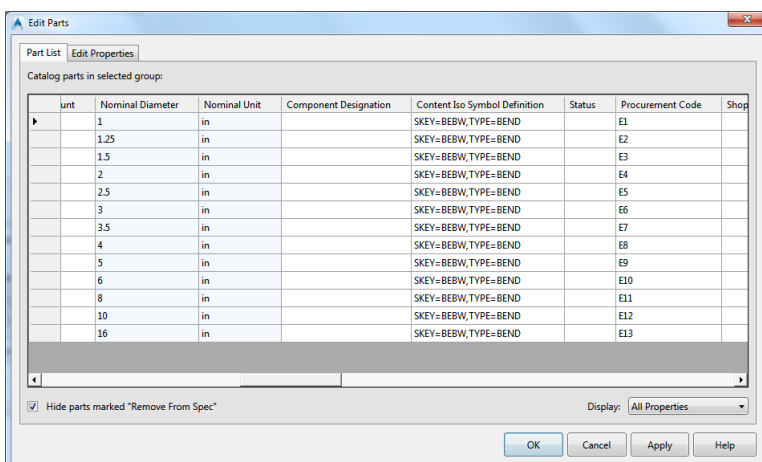 Edit Parts
Part List Edit Properties
Catalog parts in selected group:
unt Nominal Diameter Nominal Unit Component Designation Content Iso Symbol Definition Status Procurement Code Shop
1 in SKEY=BEBW,TYPE=BEND E1
1.25 in SKEY=BEBW,TYPE=BEND E2
1.5 in SKEY=BEBW,TYPE=BEND E3
2 in SKEY=BEBW,TYPE=BEND E4
2.5 in SKEY=BEBW,TYPE=BEND E5
3 in SKEY=BEBW,TYPE=BEND E6
3.5 in SKEY=BEBW,TYPE=BEND E7
4 in SKEY=BEBW,TYPE=BEND E8
5 in SKEY=BEBW,TYPE=BEND E9
6 in SKEY=BEBW,TYPE=BEND E10
8 in SKEY=BEBW,TYPE=BEND E11
10 in SKEY=BEBW,TYPE=BEND E12
16 in SKEY=BEBW,TYPE=BEND E13
Hide parts marked "Remove From Spec" Display: All Properties
OK Cancel Apply Help